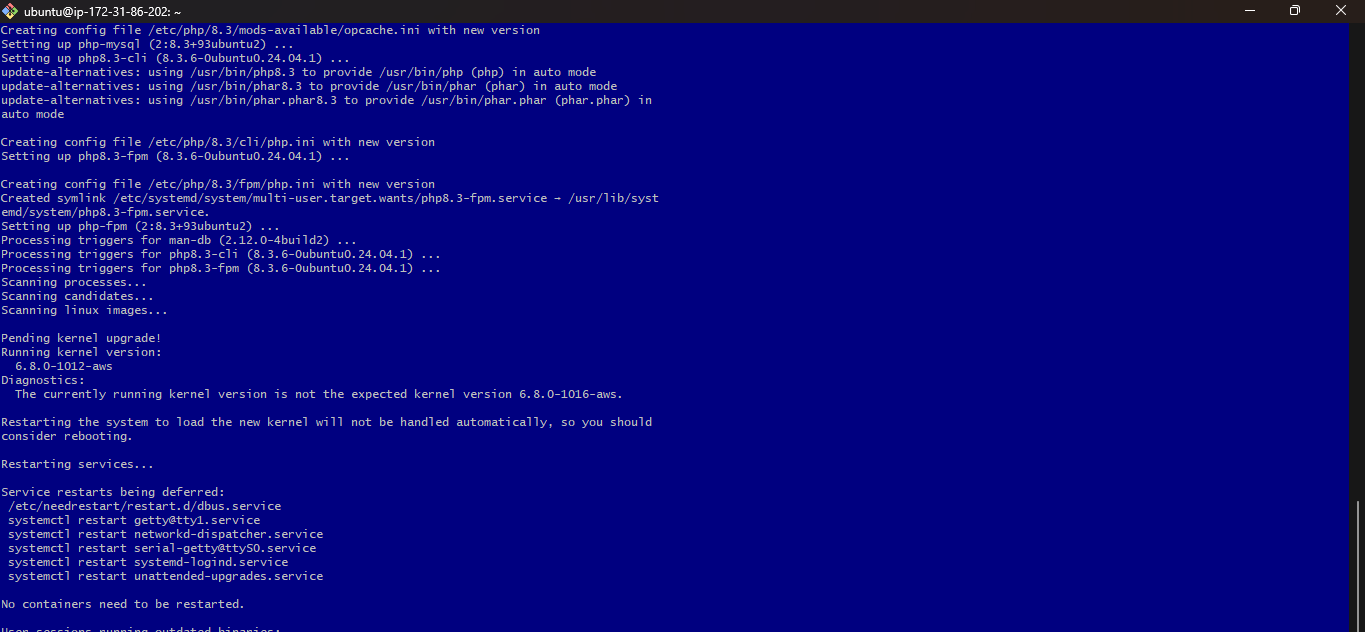 ubuntu@ip-172-31-86-202: ~
Creating config file /etc/php/8.3/mods-available/opcache.ini with new version
Setting up php-mysql (2:8.3+93ubuntu2) ...
Setting up php8.3-cli (8.3.6-0ubuntu0.24.04.1) ...
update-alternatives: using /usr/bin/php8.3 to provide /usr/bin/php (php) in auto mode
update-alternatives: using /usr/bin/phar8.3 to provide /usr/bin/phar (phar) in auto mode
update-alternatives: using /usr/bin/phar.phar8.3 to provide /usr/bin/phar.phar (phar.phar) in
auto mode
Creating config file /etc/php/8.3/cli/php.ini with new version
Setting up php8.3-fpm (8.3.6-0ubuntu0.24.04.1) ...
Creating config file /etc/php/8.3/fpm/php.ini with new version
Created symlink /etc/systemd/system/multi-user.target.wants/php8.3-fpm.service → /usr/lib/syst
emd/system/php8.3-fpm.service.
Setting up php-fpm (2:8.3+93ubuntu2) ...
Processing triggers for man-db (2.12.0-4build2) ...
Processing triggers for php8.3-cli (8.3.6-0ubuntu0.24.04.1) ...
Processing triggers for php8.3-fpm (8.3.6-0ubuntu0.24.04.1) ...
Scanning processes...
Scanning candidates...
Scanning linux images...
Pending kernel upgrade!
Running kernel version:
6.8.0-1012-aws
Diagnostics:
The currently running kernel version is not the expected kernel version 6.8.0-1016-aws.
Restarting the system to load the new kernel will not be handled automatically, so you should
consider rebooting.
Restarting services...
Service restarts being deferred:
/etc/needrestart/restart.d/dbus.service
systemctl restart getty@tty1.service
systemctl restart networkd-dispatcher.service
systemctl restart serial-getty@ttyS0.service
systemctl restart systemd-logind.service
systemctl restart unattended-upgrades.service
No containers need to be restarted.
User sessions running outdated binaries: